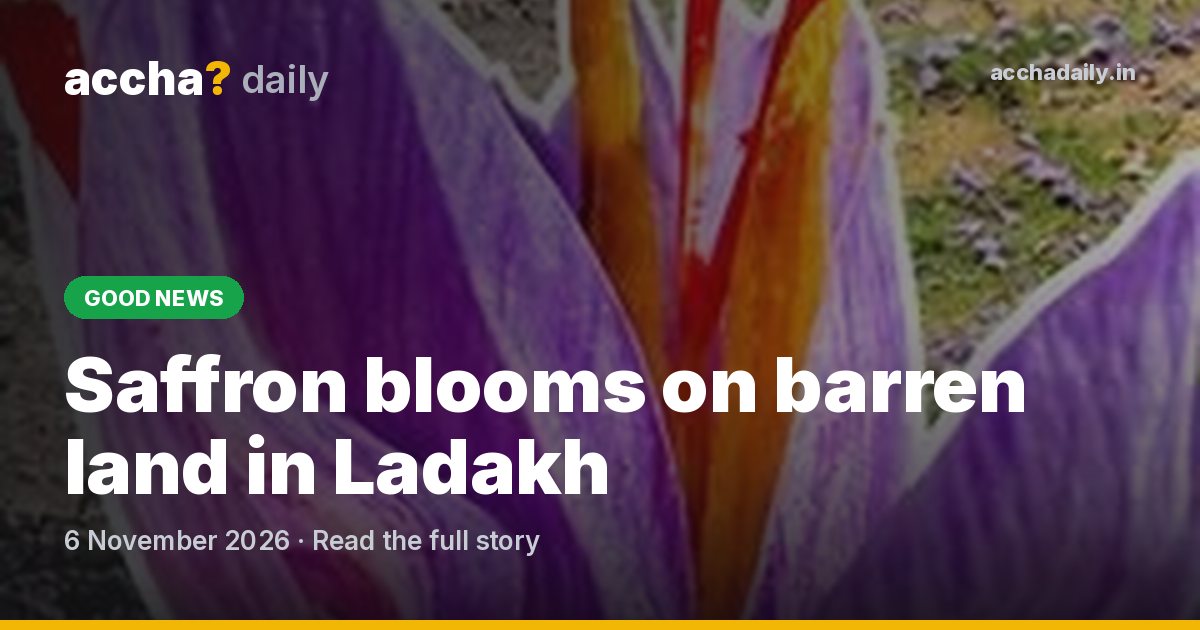 accha? daily
acchadaily.in
GOOD NEWS
Saffron blooms on barren
land in Ladakh
6 November 2026 · Read the full story